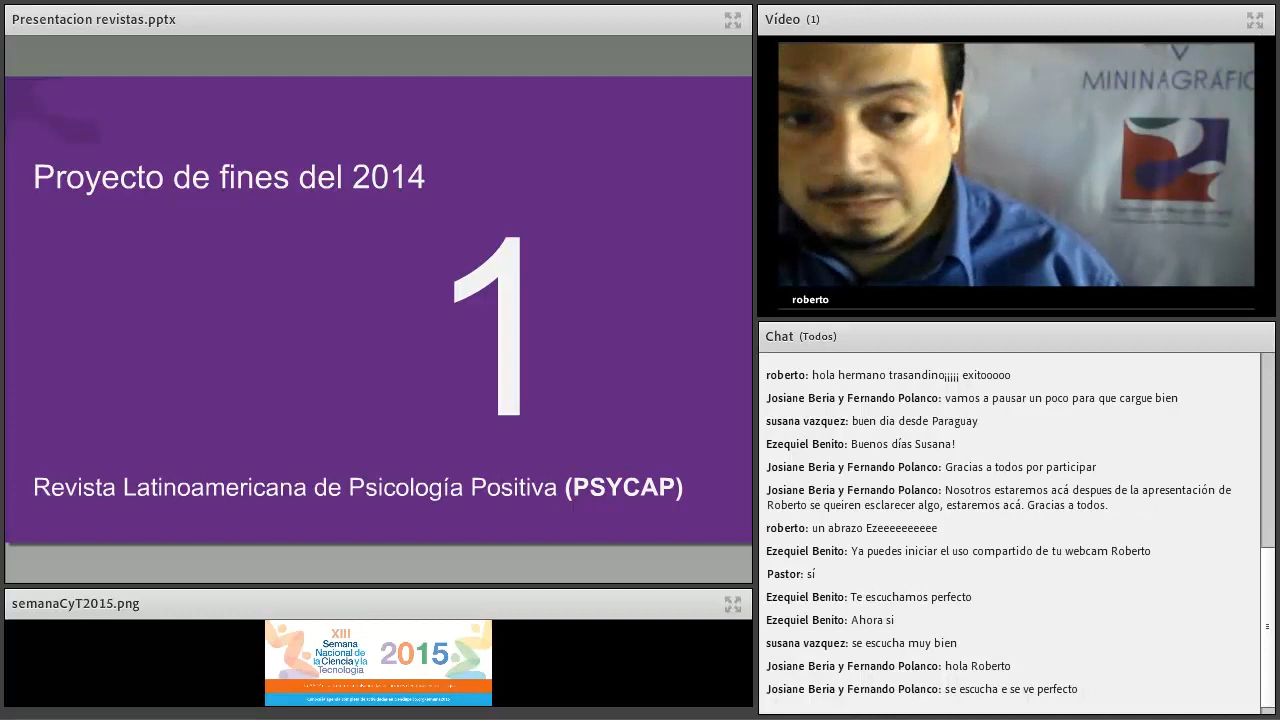 Presentacion revistas.pptx
Proyecto de fines del 2014
1
Revista Latinoamericana de Psicología Positiva (PSYCAP)
semanaCyT2015.png
XIII
Semana
Nacional de
la Ciencia y la
Tecnología
2015
Vídeo (1)
MININAGRÁFIC
roberto
Chat (Todos)
roberto: hola hermano trasandino¡¡¡¡¡ exitooooo
Josiane Beria y Fernando Polanco: vamos a pausar un poco para que cargue bien
susana vazquez: buen dia desde Paraguay
Ezequiel Benito: Buenos días Susana!
Josiane Beria y Fernando Polanco: Gracias a todos por participar
Josiane Beria y Fernando Polanco: Nosotros estaremos acá despues de la apresentación de
Roberto se queiren esclarecer algo, estaremos acá. Gracias a todos.
roberto: un abrazo Ezeeeeeeeeee
Ezequiel Benito: Ya puedes iniciar el uso compartido de tu webcam Roberto
Pastor: sí
Ezequiel Benito: Te escuchamos perfecto
Ezequiel Benito: Ahora si
susana vazquez: se escucha muy bien
Josiane Beria y Fernando Polanco: hola Roberto
Josiane Beria y Fernando Polanco: se escucha e se ve perfecto